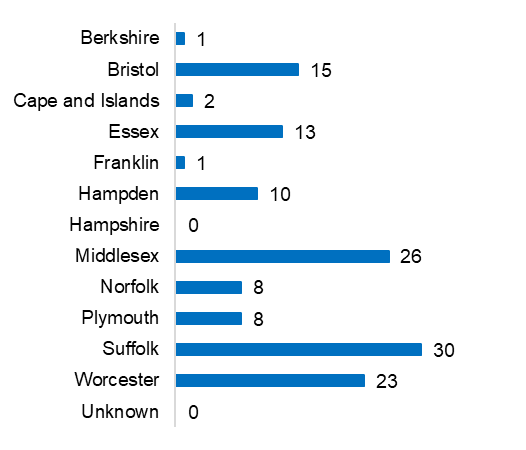 Berkshire 1
Bristol 15
Cape and Islands 2
Essex 13
Franklin 1
Hampden 10
Hampshire 0
Middlesex 26
Norfolk 8
Plymouth 8
Suffolk 30
Worcester 23
Unknown 0